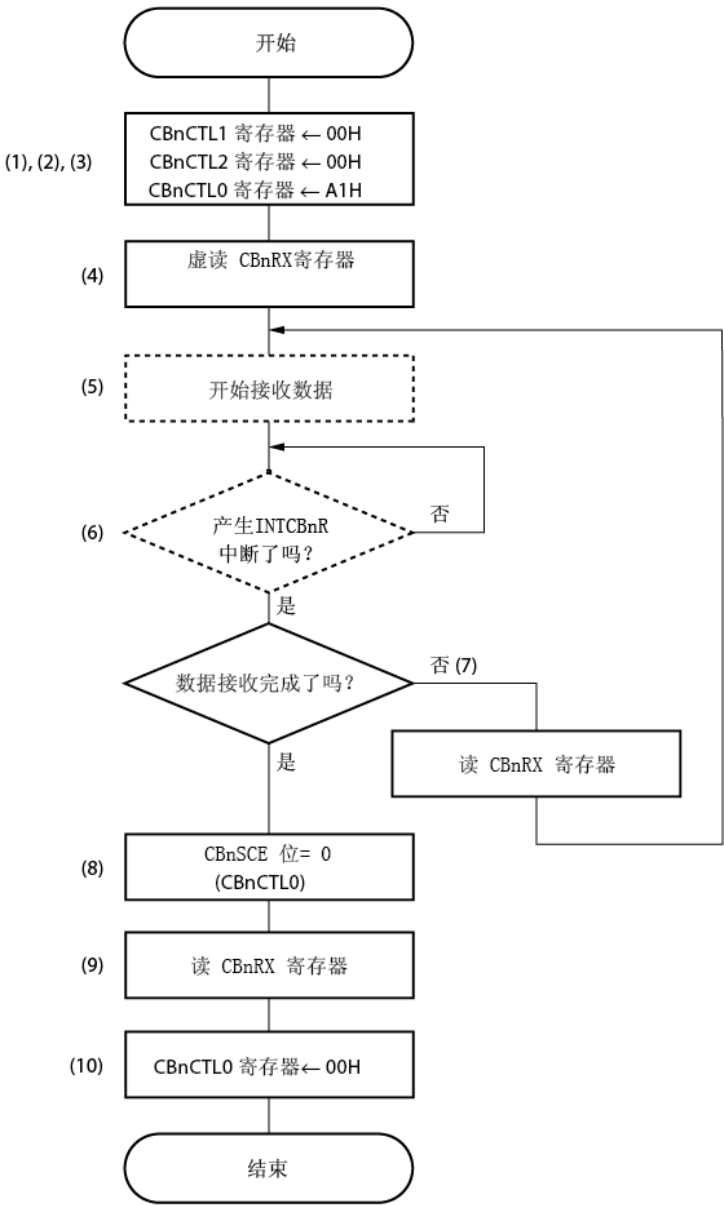 开始
(1), (2), (3)
CBnCTL1 寄存器 ← 00H
CBnCTL2 寄存器 ← 00H
CBnCTL0 寄存器 ← A1H
(4)
虚读 CBnRX寄存器
(5)
开始接收数据
(6)
产生INTCBnR
中断了吗?
否
是
数据接收完成了吗?
否 (7)
读 CBnRX 寄存器
是
(8)
CBnSCE 位= 0
(CBnCTL0)
(9)
读 CBnRX 寄存器
(10)
CBnCTL0 寄存器← 00H
结束